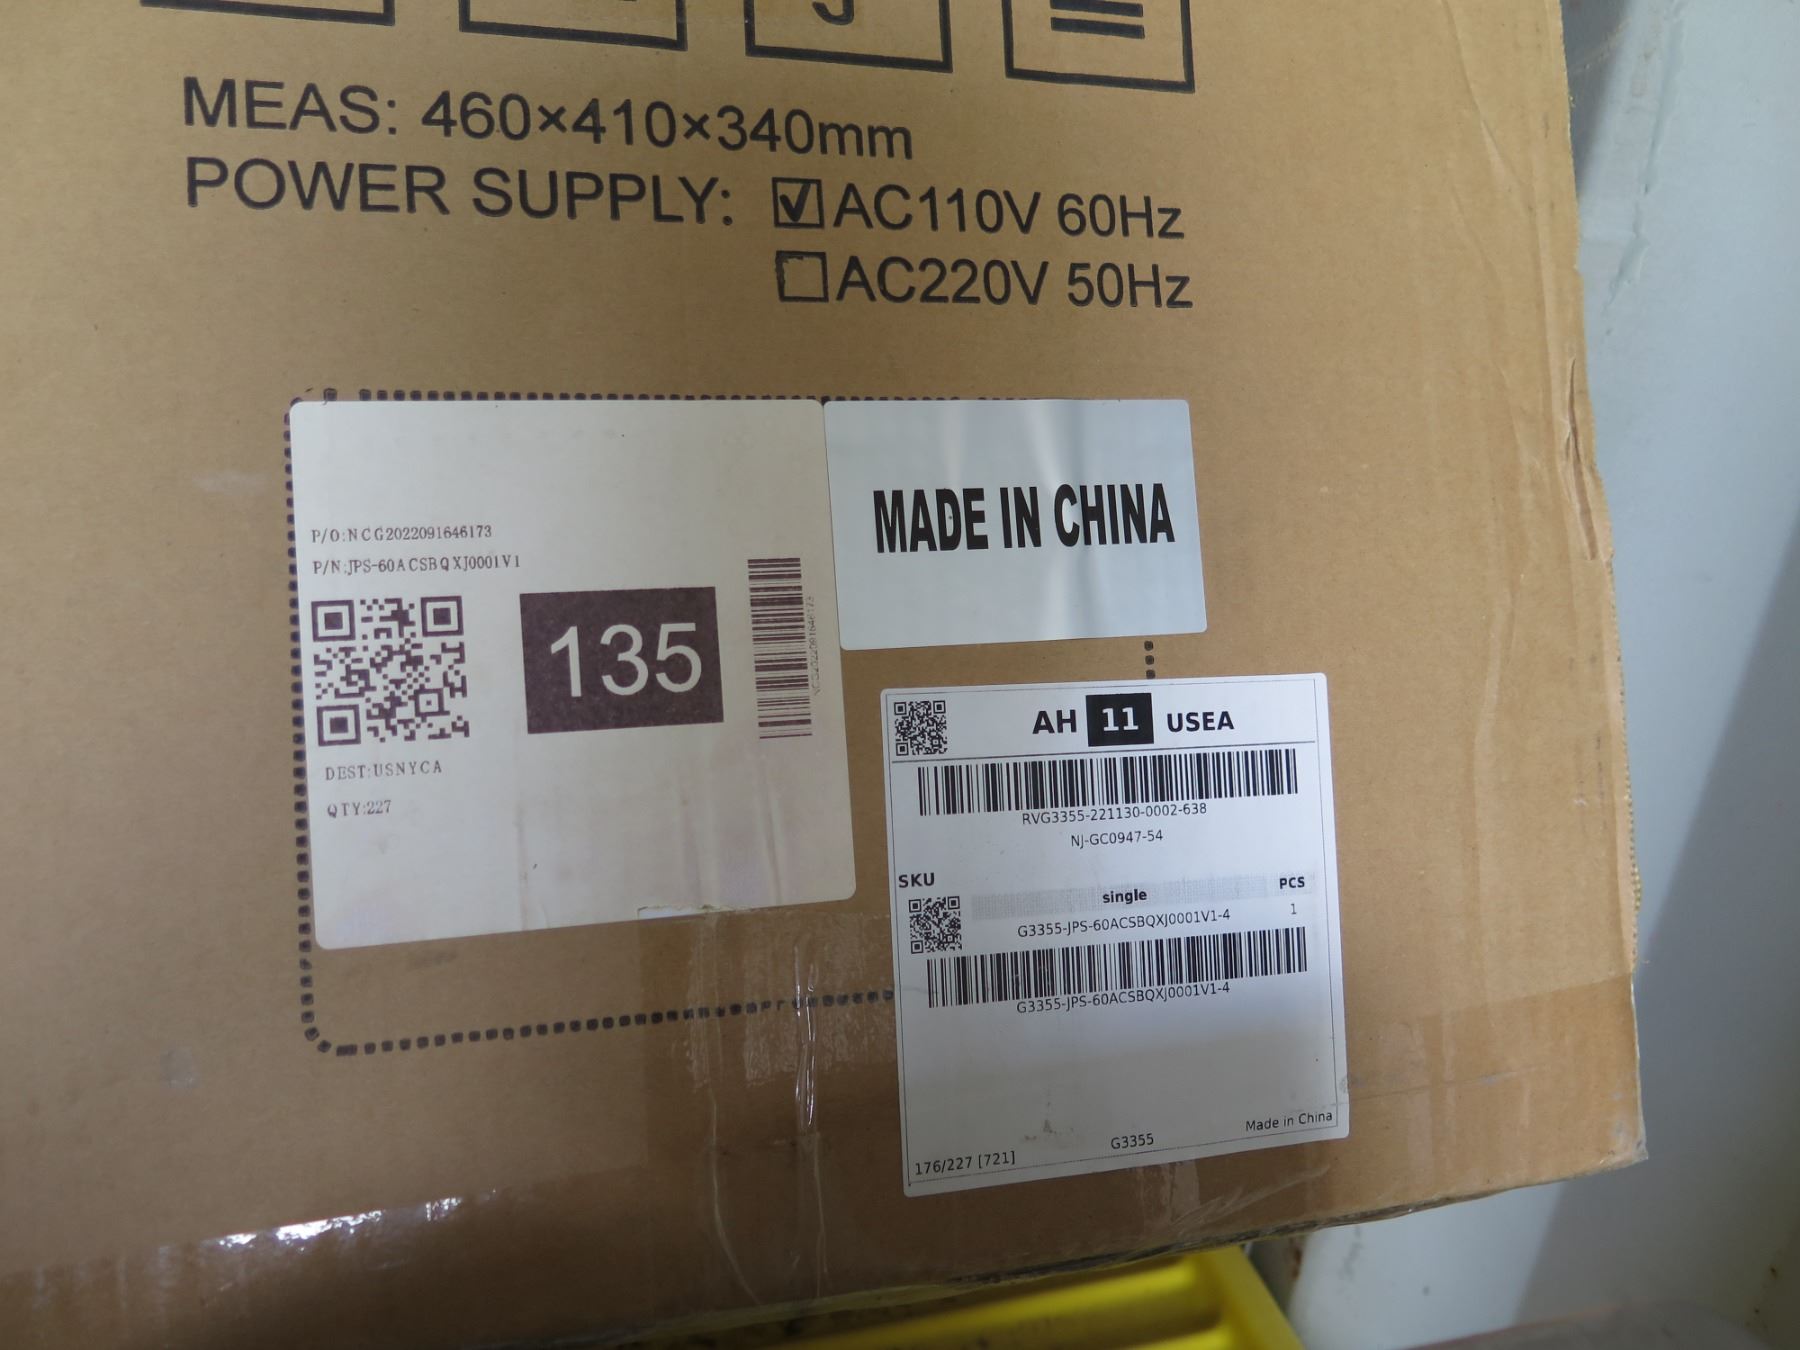 MEAS: 460×410×340mm
POWER SUPPLY: ☑AC110V 60Hz
☐AC220V 50Hz
P/O:NCG2022091646173
P/N:JPS-60ACSBQXJ0001V1
135
NCG2022091646173
DEST:USNYCA
QTY:227
MADE IN CHINA
AH 11 USEA
RVG3355-221130-0002-638
NJ-GC0947-54
SKU
single PCS
G3355-JPS-60ACSBQXJ0001V1-4 1
G3355-JPS-60ACSBQXJ0001V1-4
Made in China
G3355
176/227 [721]